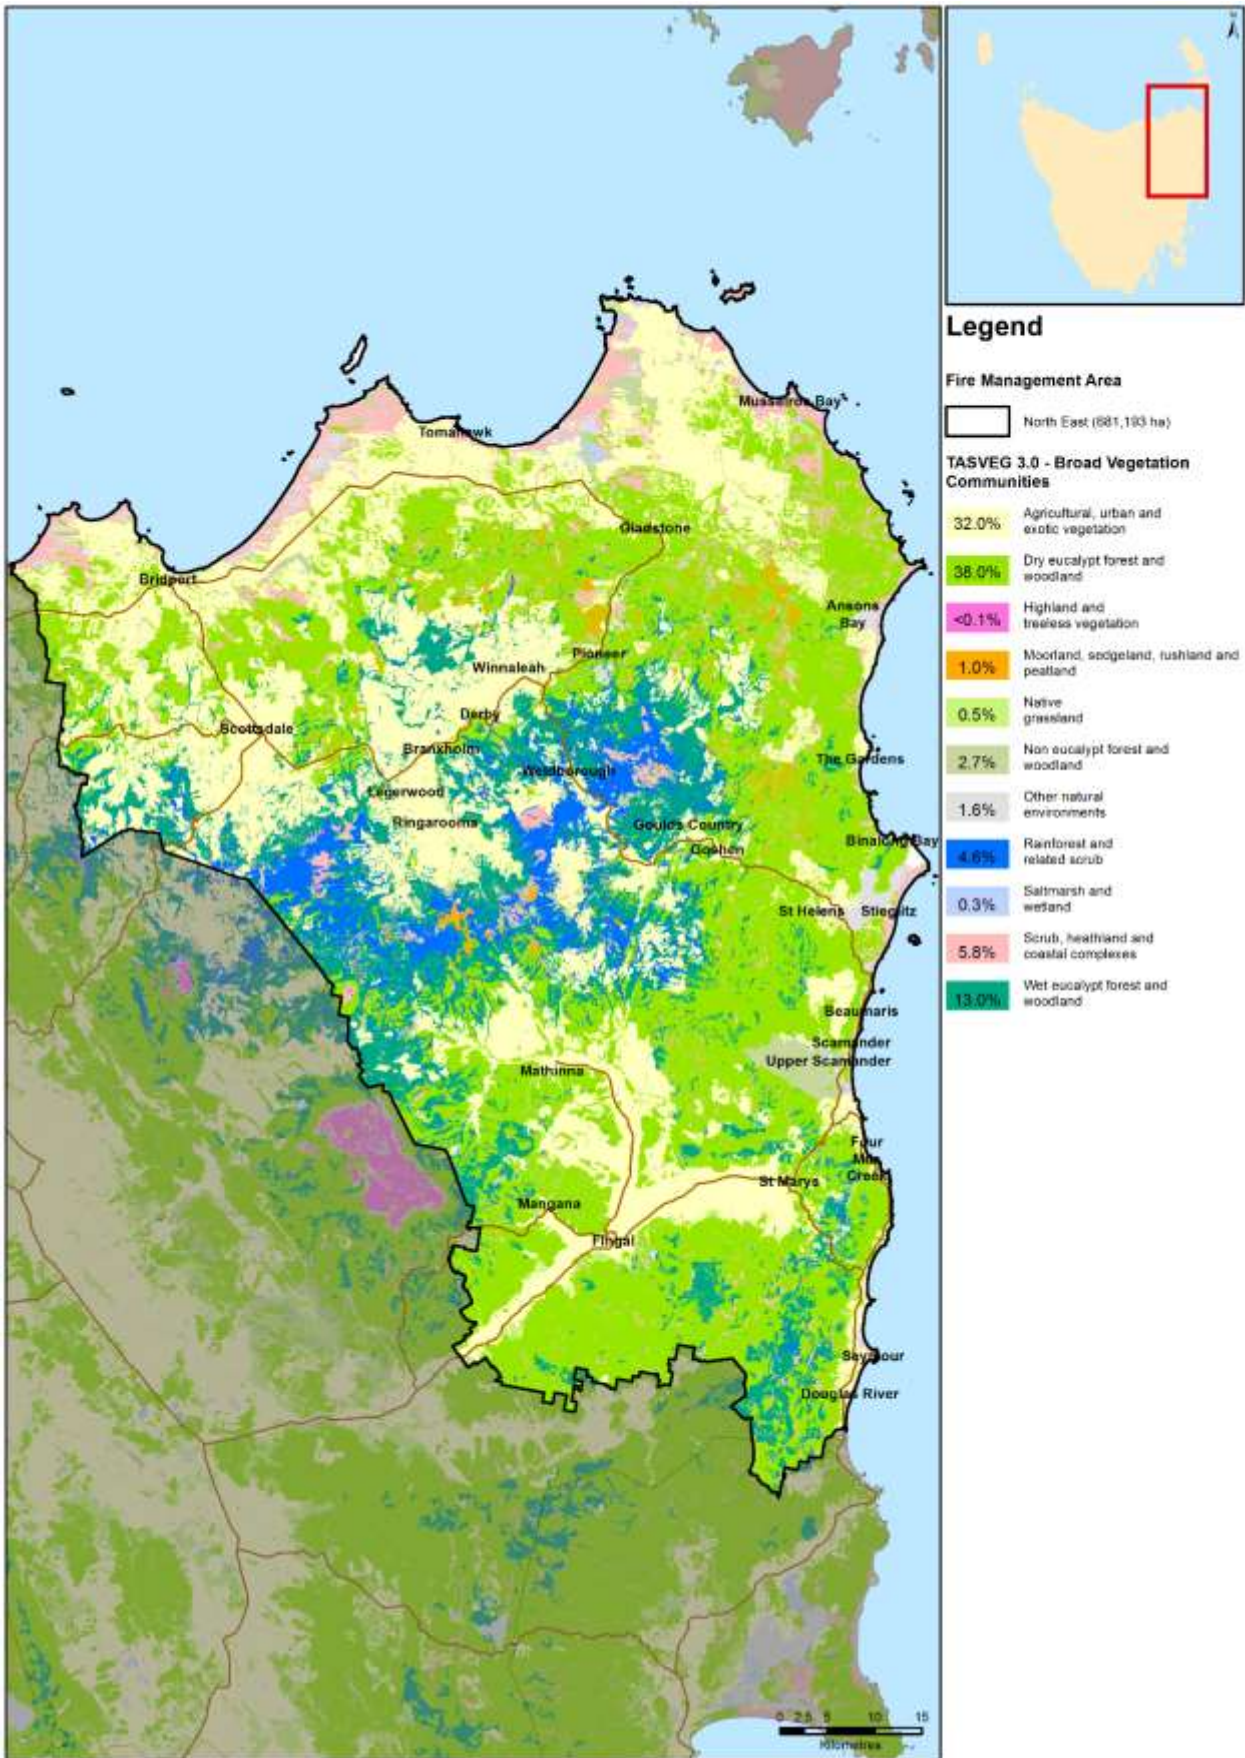 N
Legend
Fire Management Area
North East (681,193 ha)
TASVEG 3.0 - Broad Vegetation
Communities
32.0% Agricultural, urban and
exotic vegetation
38.0% Dry eucalypt forest and
woodland
<0.1% Highland and
treeless vegetation
1.0% Moorland, sedgeland, rushland and
peatland
0.5% Native
grassland
2.7% Non eucalypt forest and
woodland
1.6% Other natural
environments
4.6% Rainforest and
related scrub
0.3% Saltmarsh and
wetland
5.8% Scrub, heathland and
coastal complexes
13.0% Wet eucalypt forest and
woodland
Musselroe Bay
Tomahawk
Gladstone
Bridport
Ansons
Bay
Pioneer
Winnaleah
Derby
Scottsdale
Branxholm
The Gardens
Weldborough
Legerwood
Ringarooma
Goulds Country
Goshen
Binalong Bay
St Helens
Stieglitz
Beaumaris
Scamander
Upper Scamander
Mathinna
Four
Mile
Creek
St Marys
Mangana
Fingal
Seymour
Douglas River
0 2.5 5 10 15
Kilometres